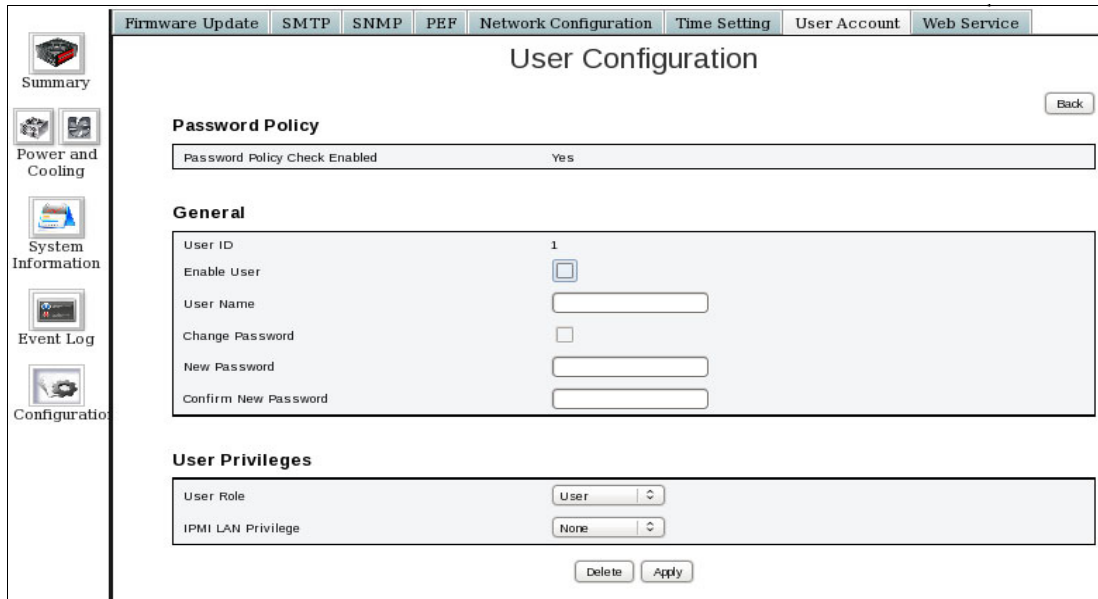 Firmware Update SMTP SNMP PEF Network Configuration Time Setting User Account Web Service
User Configuration
Back
Summary
Power and
Cooling
System
Information
Event Log
Configuratio
Password Policy
Password Policy Check Enabled Yes
General
User ID 1
Enable User
User Name
Change Password
New Password
Confirm New Password
User Privileges
User Role User
IPMI LAN Privilege None
Delete Apply